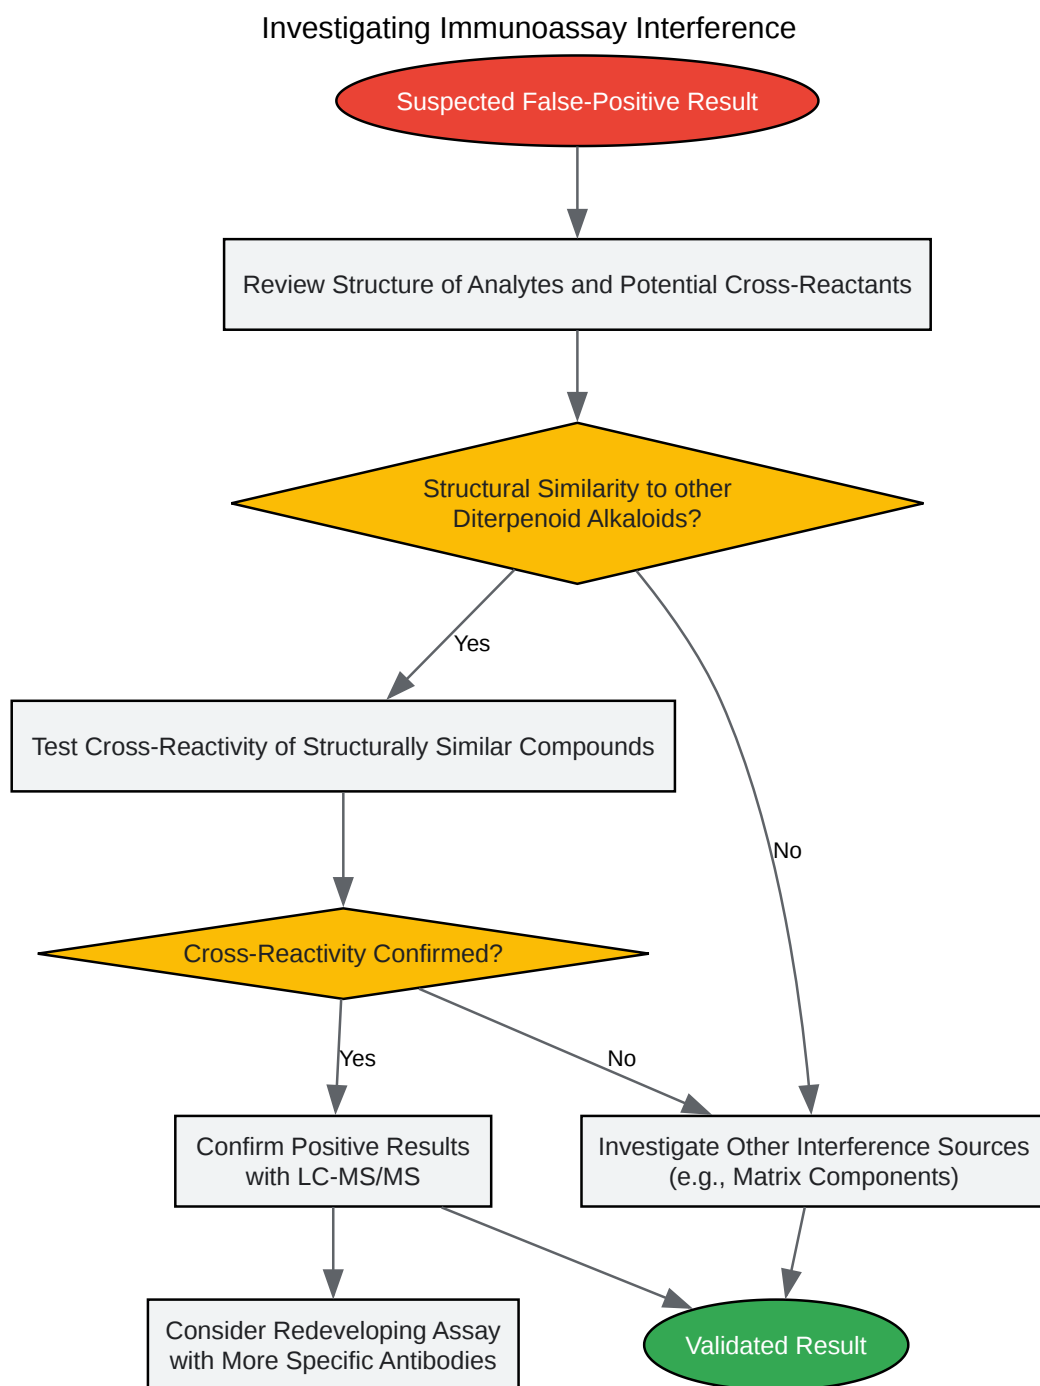 Investigating Immunoassay Interference
Suspected False-Positive Result
Review Structure of Analytes and Potential Cross-Reactants
Structural Similarity to other
Diterpenoid Alkaloids?
Yes
Test Cross-Reactivity of Structurally Similar Compounds
No
Cross-Reactivity Confirmed?
Yes
No
Confirm Positive Results
with LC-MS/MS
Investigate Other Interference Sources
(e.g., Matrix Components)
Consider Redeveloping Assay
with More Specific Antibodies
Validated Result